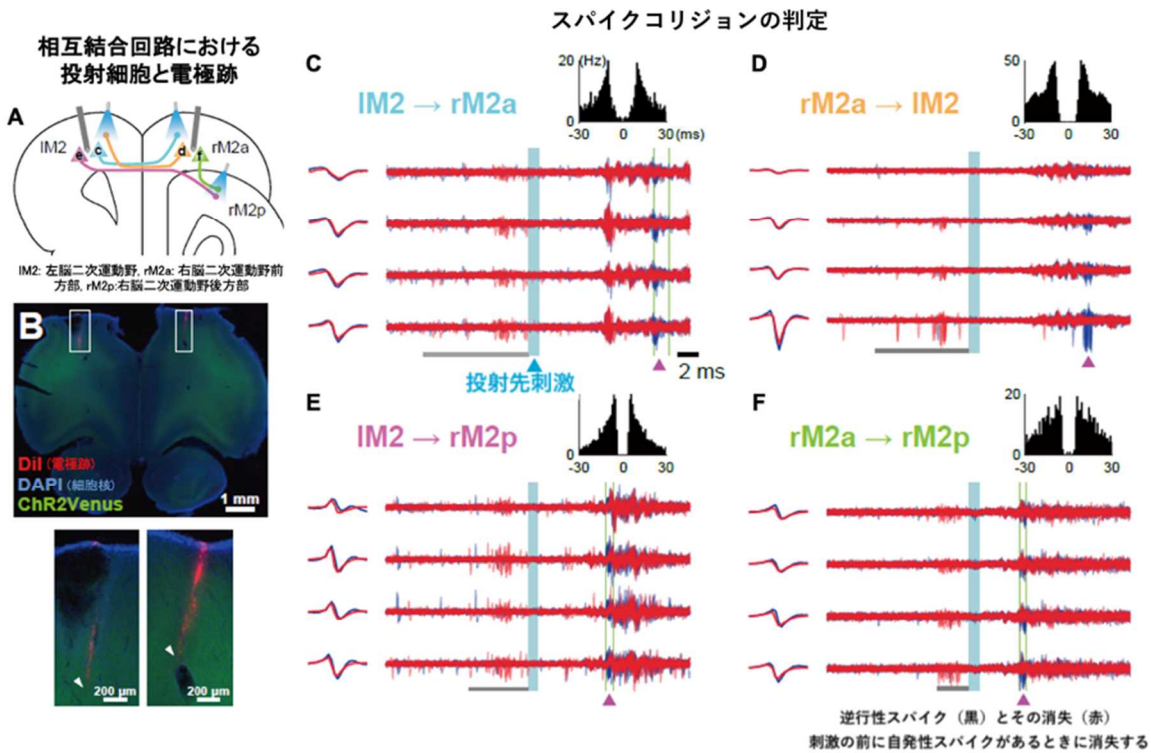 スパイクコリジョンの判定
相互結合回路における
投射細胞と電極跡
A
lM2
e
c
d
f
rM2a
rM2p
lM2: 左脳二次運動野, rM2a: 右脳二次運動野前
方部, rM2p:右脳二次運動野後方部
B
DiI (電極跡)
DAPI (細胞核)
ChR2Venus
1 mm
200 μm
200 μm
C
lM2 → rM2a
20 (Hz)
0
-30 0 30 (ms)
投射先刺激
2 ms
D
rM2a → lM2
50
0
-30 0 30
E
lM2 → rM2p
20
0
-30 0 30
F
rM2a → rM2p
20
0
-30 0 30
逆行性スパイク（黒）とその消失（赤）
刺激の前に自発性スパイクがあるときに消失する